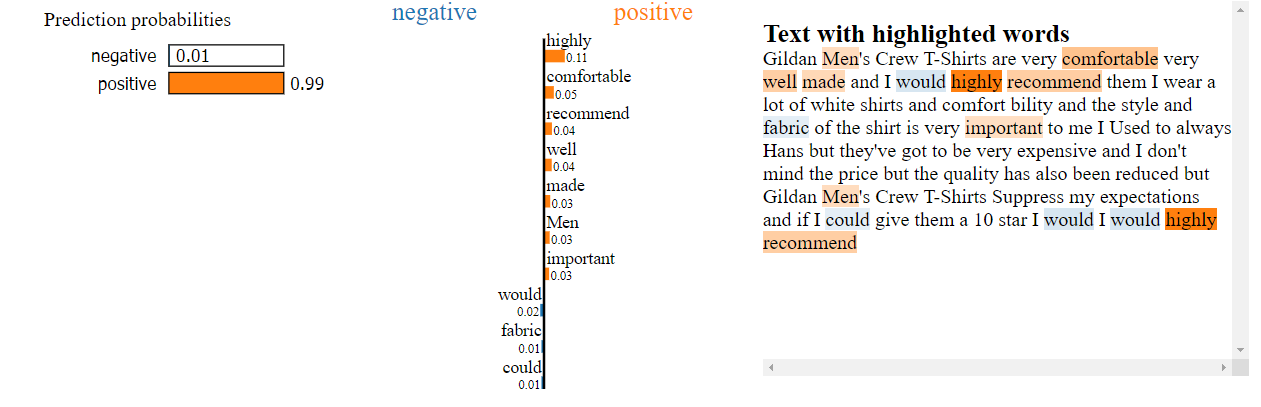 Prediction probabilities
negative 0.01
positive 0.99
negative positive
highly
0.11
comfortable
0.05
recommend
0.04
well
0.04
made
0.03
Men
0.03
important
0.03
would
0.02
fabric
0.01
could
0.01
Text with highlighted words
Gildan Men's Crew T-Shirts are very comfortable very
well made and I would highly recommend them I wear a
lot of white shirts and comfort bility and the style and
fabric of the shirt is very important to me I Used to always
Hans but they've got to be very expensive and I don't
mind the price but the quality has also been reduced but
Gildan Men's Crew T-Shirts Suppress my expectations
and if I could give them a 10 star I would I would highly
recommend